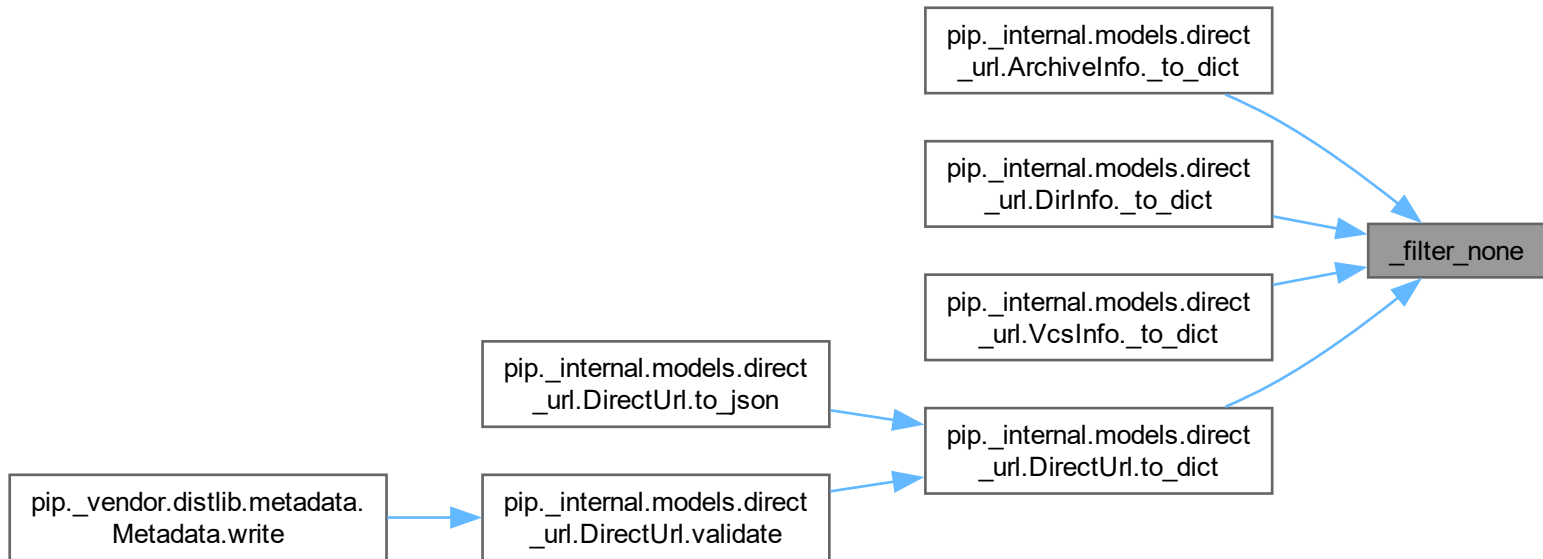 pip._internal.models.direct
_url.ArchiveInfo._to_dict
pip._internal.models.direct
_url.DirInfo._to_dict
_filter_none
pip._internal.models.direct
_url.VcsInfo._to_dict
pip._internal.models.direct
_url.DirectUrl.to_json
pip._internal.models.direct
_url.DirectUrl.to_dict
pip._vendor.distlib.metadata.
Metadata.write
pip._internal.models.direct
_url.DirectUrl.validate